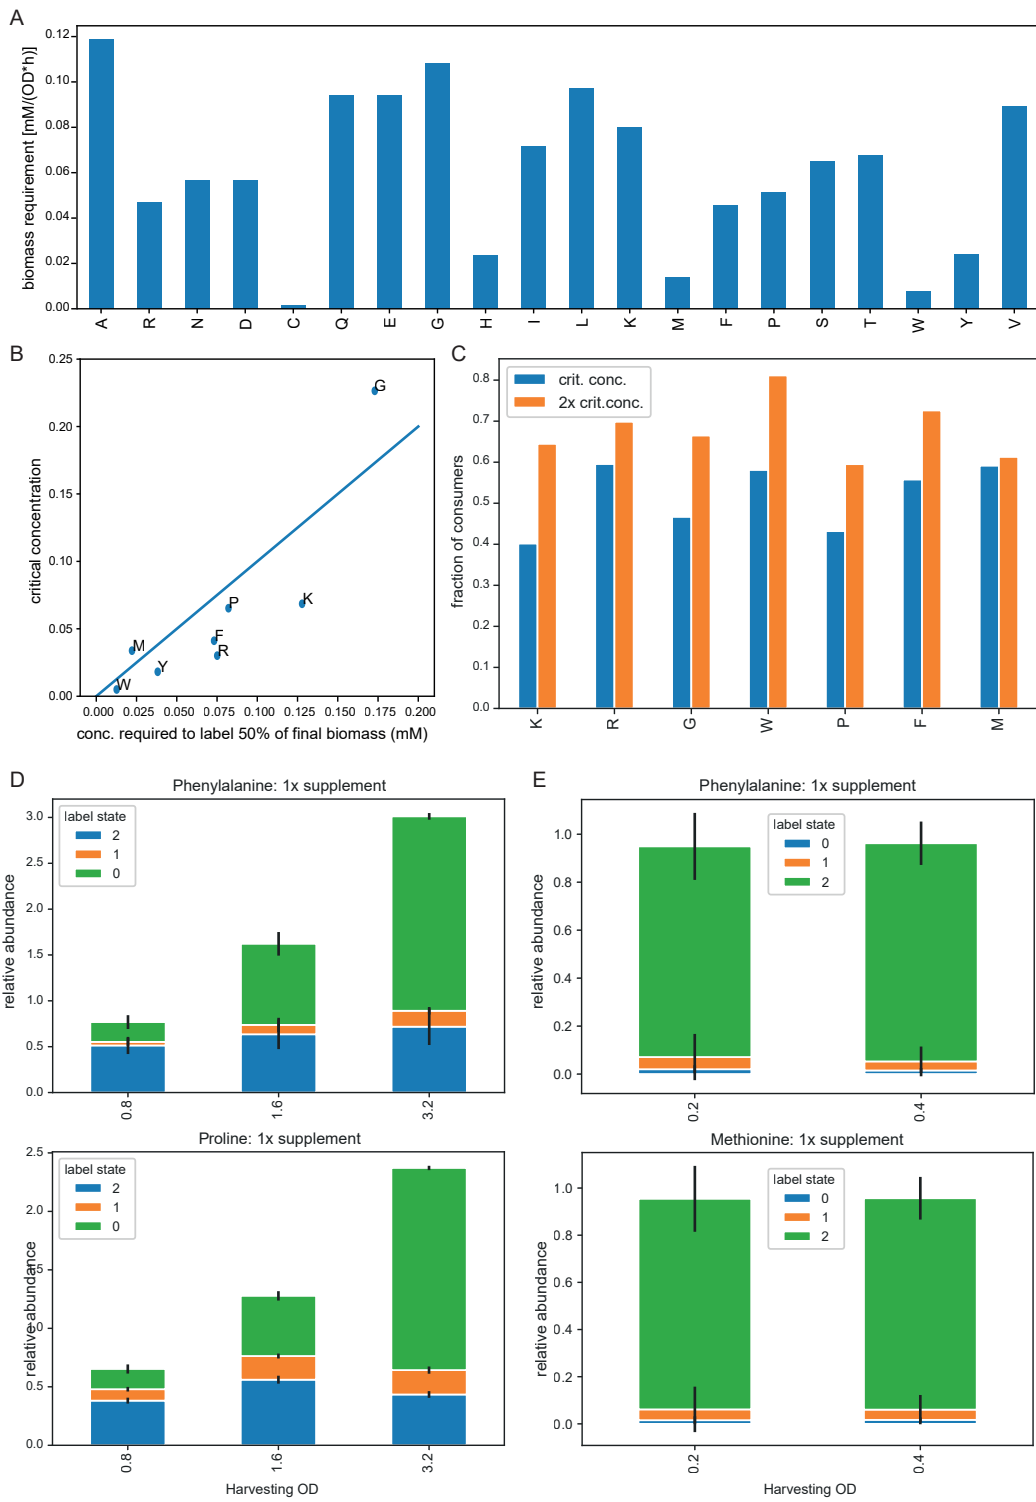 A
biomass requirement [mM/(OD*h)]
0.12
0.10
0.08
0.06
0.04
0.02
0.00
A R N D C Q E G H I L K M F P S T W Y V
B
critical concentration
0.25
0.20
0.15
0.10
0.05
0.00
G
K
P
F
R
M
Y
W
0.000 0.025 0.050 0.075 0.100 0.125 0.150 0.175 0.200
conc. required to label 50% of final biomass (mM)
C
fraction of consumers
0.8
0.7
0.6
0.5
0.4
0.3
0.2
0.1
0.0
crit. conc.
2x crit.conc.
K R G W P F M
D
Phenylalanine: 1x supplement
relative abundance
3.0
2.5
2.0
1.5
1.0
0.5
0.0
label state
2
1
0
0.8 1.6 3.2
Proline: 1x supplement
relative abundance
2.5
2.0
1.5
1.0
0.5
0.0
label state
2
1
0
0.8 1.6 3.2
Harvesting OD
E
Phenylalanine: 1x supplement
relative abundance
1.0
0.8
0.6
0.4
0.2
0.0
label state
0
1
2
0.2 0.4
Methionine: 1x supplement
relative abundance
1.0
0.8
0.6
0.4
0.2
0.0
label state
0
1
2
0.2 0.4
Harvesting OD